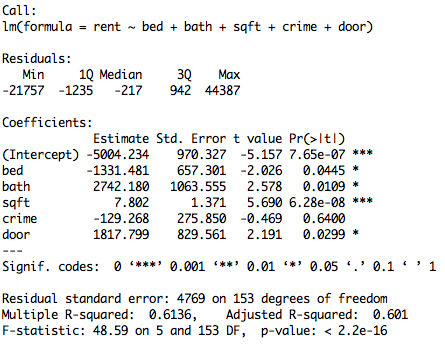 Call:
lm(formula = rent ~ bed + bath + sqft + crime + door)
Residuals:
Min 1Q Median 3Q Max
-21757 -1235 -217 942 44387
Coefficients:
Estimate Std. Error t value Pr(>|t|)
(Intercept) -5004.234 970.327 -5.157 7.65e-07 ***
bed -1331.481 657.301 -2.026 0.0445 *
bath 2742.180 1063.555 2.578 0.0109 *
sqft 7.802 1.371 5.690 6.28e-08 ***
crime -129.268 275.850 -0.469 0.6400
door 1817.799 829.561 2.191 0.0299 *
---
Signif. codes: 0 ‘***’ 0.001 ‘**’ 0.01 ‘*’ 0.05 ‘.’ 0.1 ‘ ’ 1
Residual standard error: 4769 on 153 degrees of freedom
Multiple R-squared: 0.6136, Adjusted R-squared: 0.601
F-statistic: 48.59 on 5 and 153 DF, p-value: < 2.2e-16